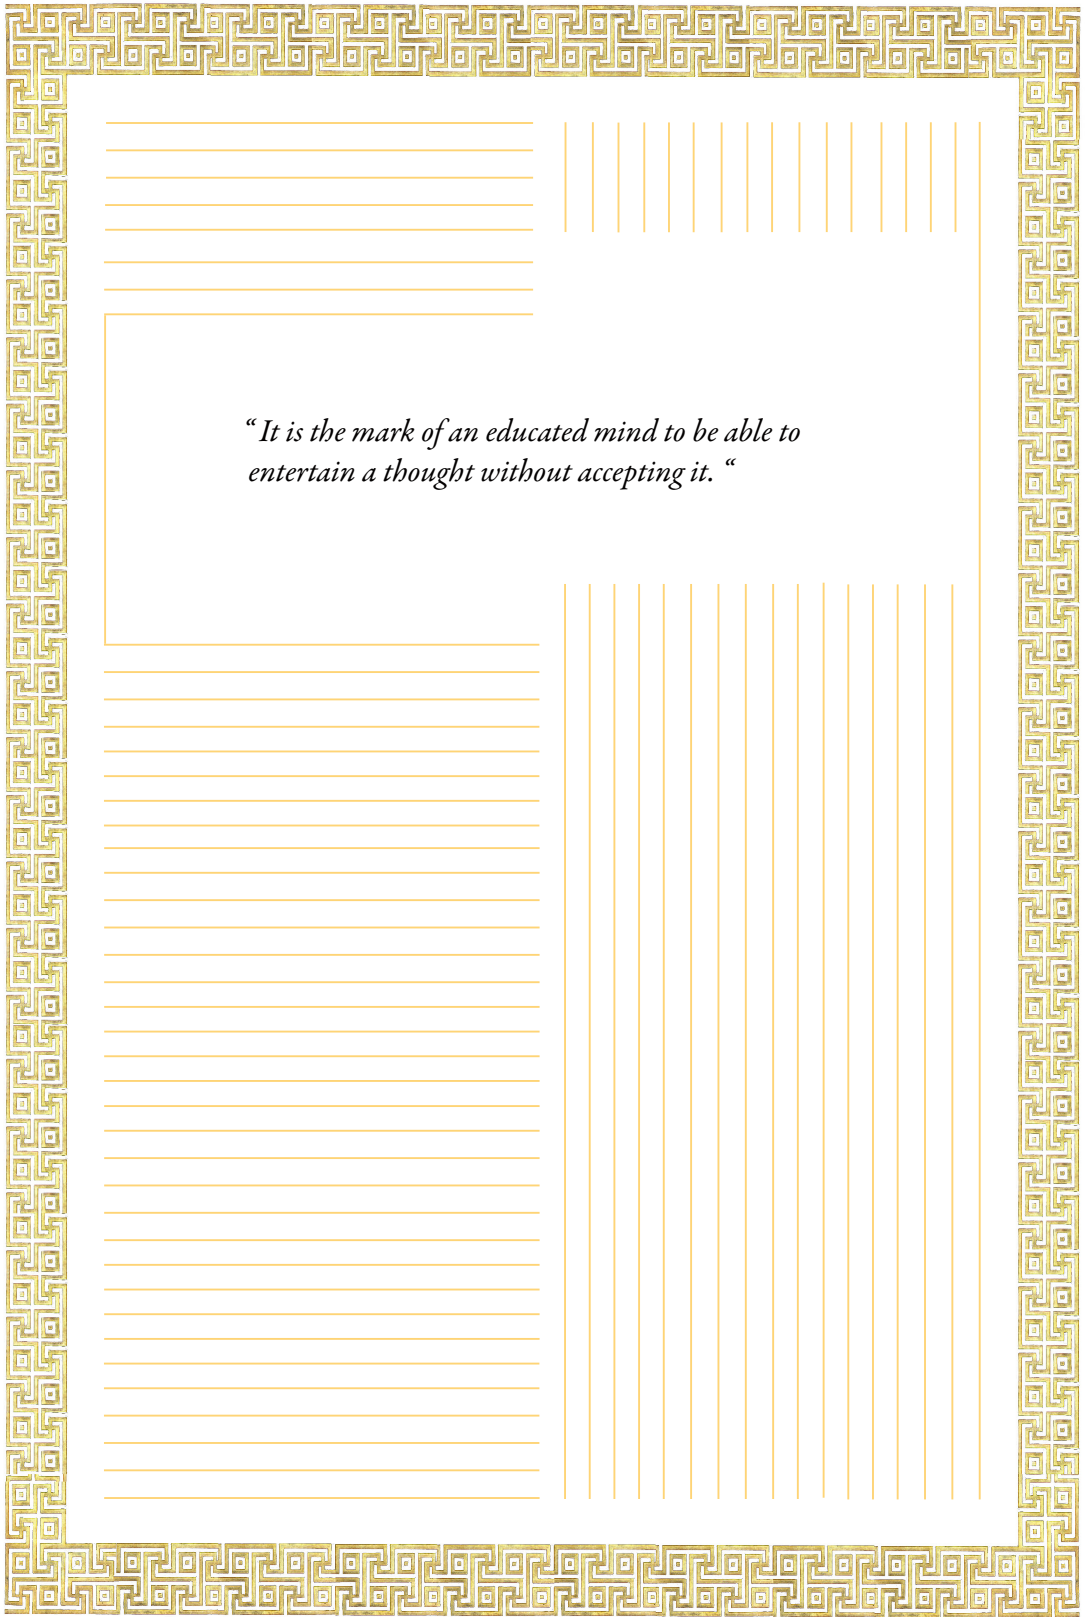 “ It is the mark of an educated mind to be able to
entertain a thought without accepting it. “